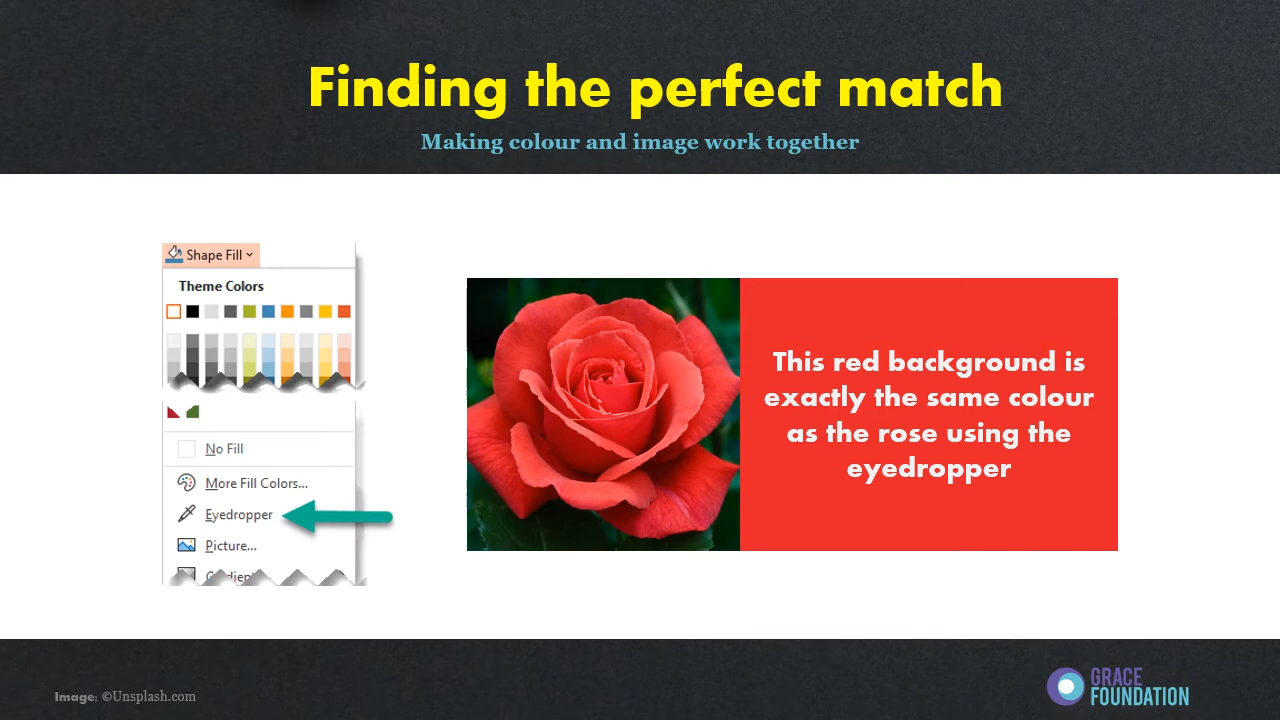 Finding the perfect match
Making colour and image work together
Shape Fill
Theme Colors
No Fill
More Fill Colors...
Eyedropper
Picture...
This red background is
exactly the same colour
as the rose using the
eyedropper
Image: ©Unsplash.com
GRACE
FOUNDATION